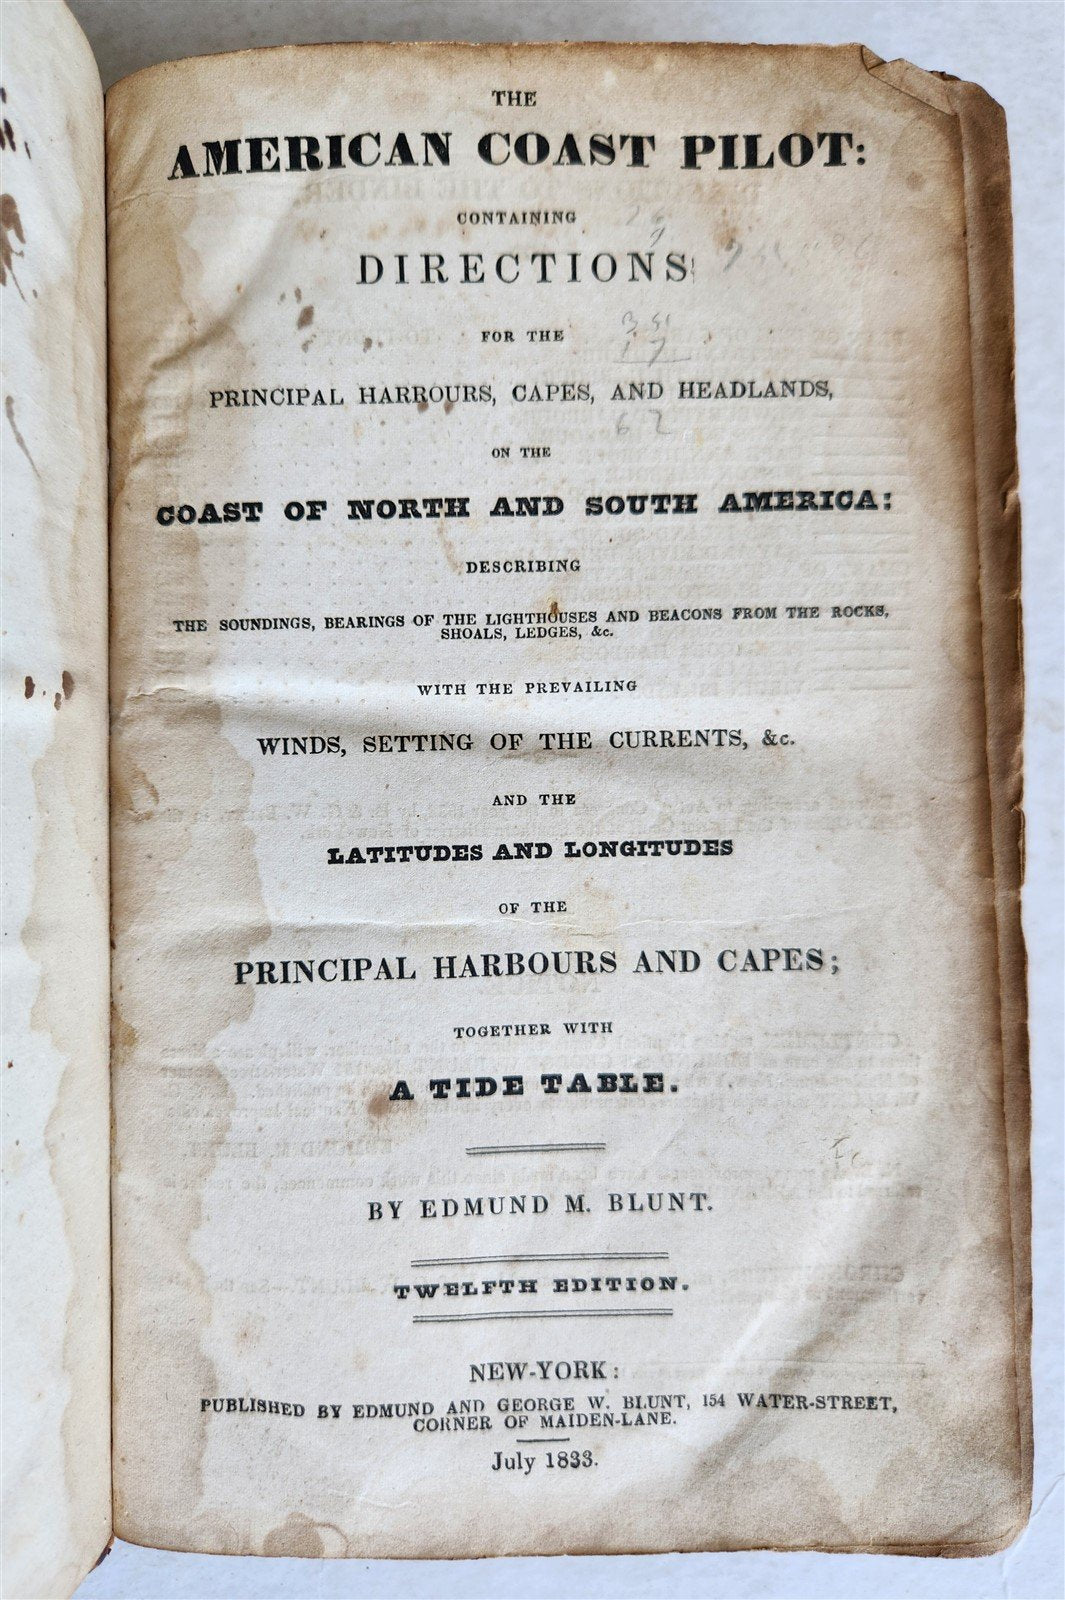 THE
AMERICAN COAST PILOT:
CONTAINING
DIRECTIONS
FOR THE
PRINCIPAL HARBOURS, CAPES, AND HEADLANDS,
ON THE
COAST OF NORTH AND SOUTH AMERICA:
DESCRIBING
THE SOUNDINGS, BEARINGS OF THE LIGHTHOUSES AND BEACONS FROM THE ROCKS,
SHOALS, LEDGES, &c.
WITH THE PREVAILING
WINDS, SETTING OF THE CURRENTS, &c.
AND THE
LATITUDES AND LONGITUDES
OF THE
PRINCIPAL HARBOURS AND CAPES;
TOGETHER WITH
A TIDE TABLE.
BY EDMUND M. BLUNT.
TWELFTH EDITION.
NEW-YORK:
PUBLISHED BY EDMUND AND GEORGE W. BLUNT, 154 WATER-STREET,
CORNER OF MAIDEN-LANE.
July 1833.